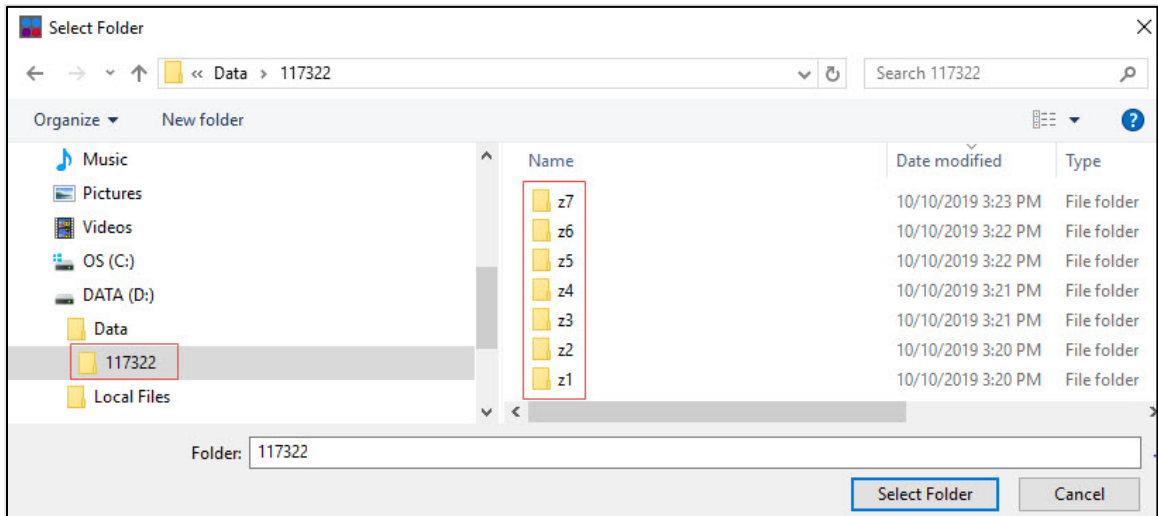 Select Folder
« Data > 117322
Search 117322
Organize
New folder
Music
Pictures
Videos
OS (C:)
DATA (D:)
Data
117322
Local Files
Name Date modified Type
z7 10/10/2019 3:23 PM File folder
z6 10/10/2019 3:22 PM File folder
z5 10/10/2019 3:22 PM File folder
z4 10/10/2019 3:21 PM File folder
z3 10/10/2019 3:21 PM File folder
z2 10/10/2019 3:20 PM File folder
z1 10/10/2019 3:20 PM File folder
Folder: 117322
Select Folder
Cancel